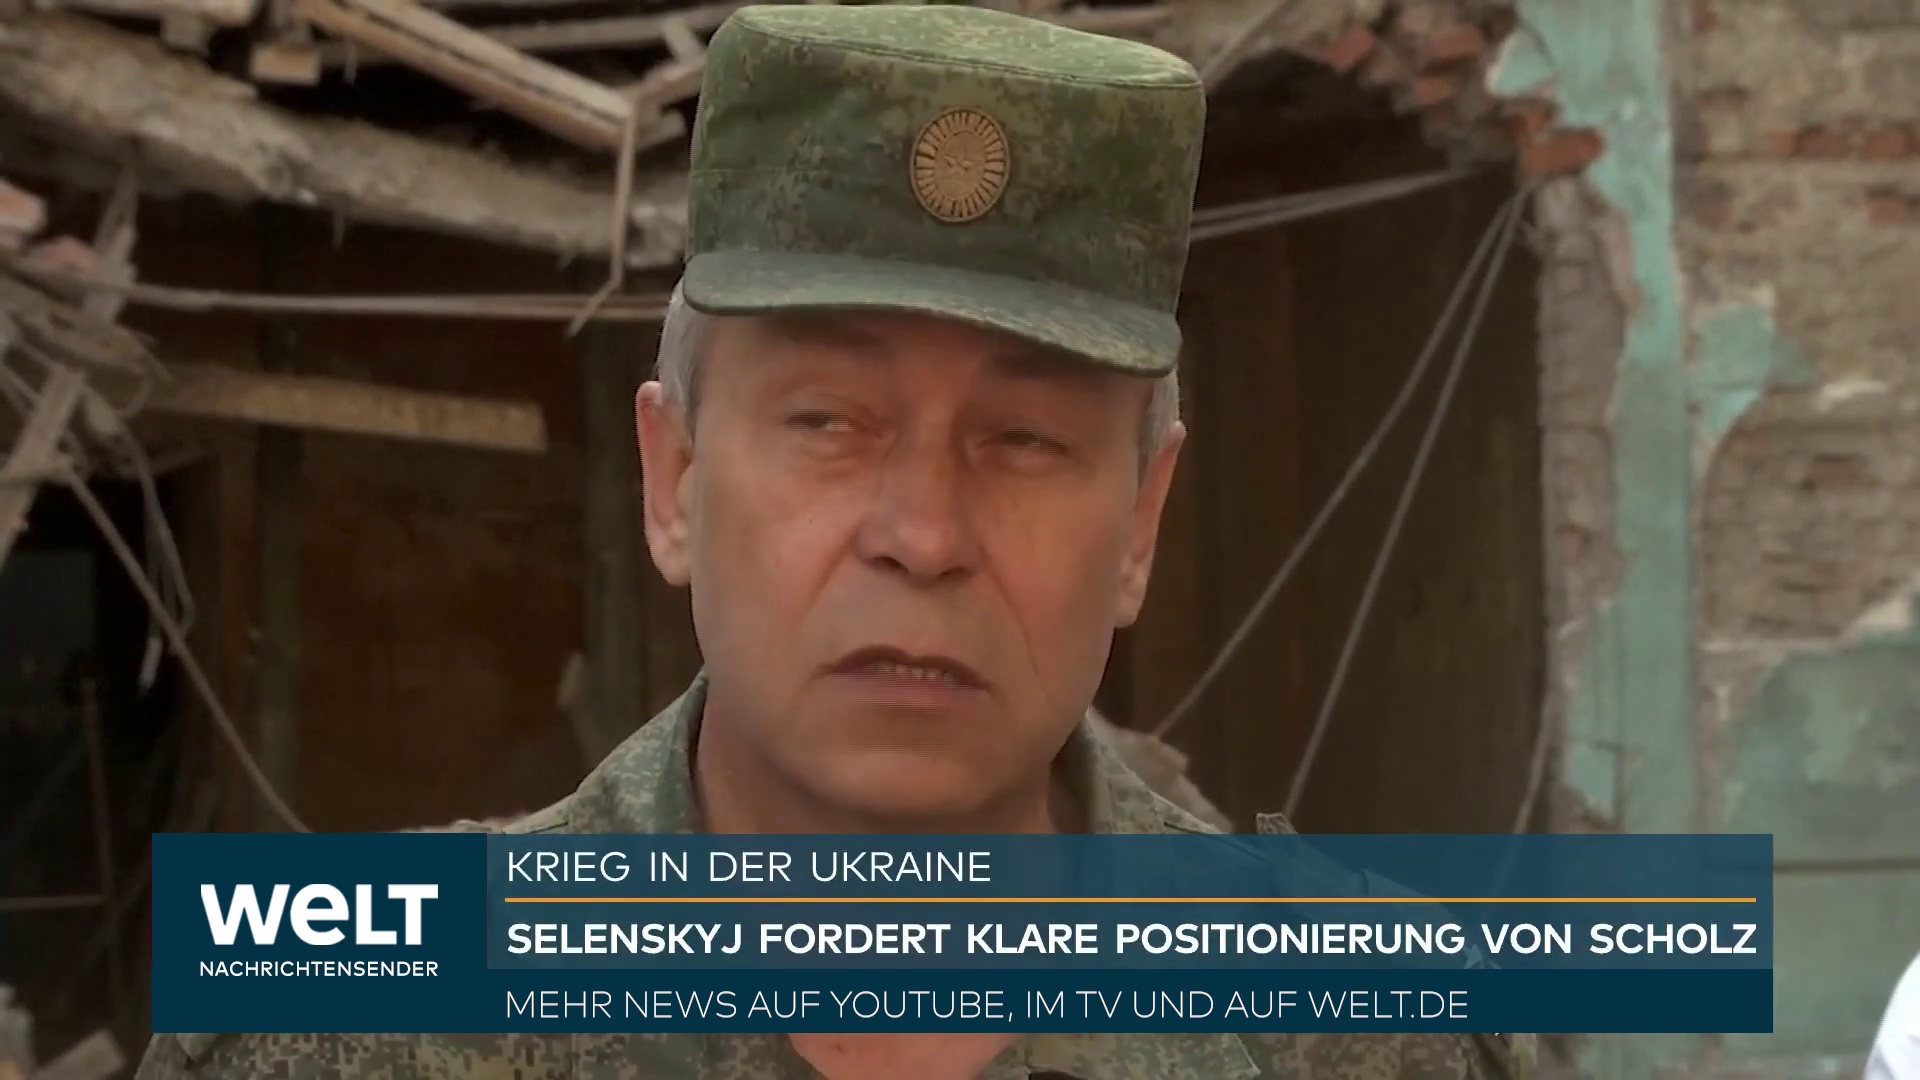 KRIEG IN DER UKRAINE
SELENSKYJ FORDERT KLARE POSITIONIERUNG VON SCHOLZ
MEHR NEWS AUF YOUTUBE, IM TV UND AUF WELT.DE
WELT
NACHRICHTENSENDER